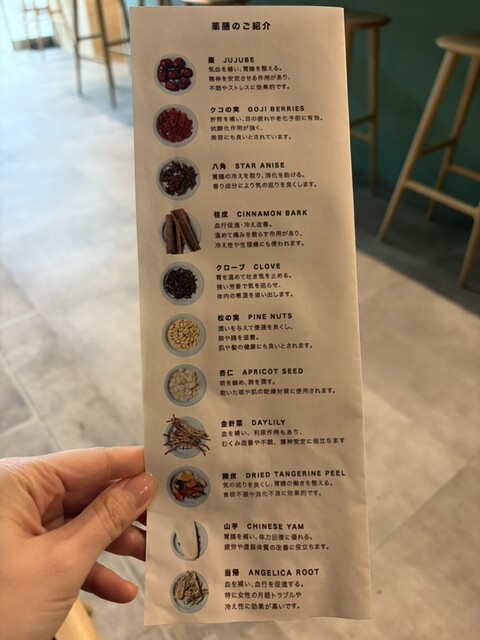 薬膳のご紹介
棗 JUJUBE
気血を補い、胃腸を整える。
精神を安定させる作用があり、
不眠やストレスに効果的です。
クコの実 GOJI BERRIES
肝腎を補い、目の疲れや老化予防に有効。
抗酸化作用が強く、
美容にも良いとされています。
八角 STAR ANISE
胃腸の冷えを取り、消化を助ける。
香り成分により気の巡りを良くします。
桂皮 CINNAMON BARK
血行促進・冷え改善。
温めて痛みを散らす作用があり、
冷え性や生理痛にも使われます。
クローブ CLOVE
胃を温めて吐き気を止める。
強い芳香で気を巡らせ、
体内の寒湿を追い出します。
松の実 PINE NUTS
潤いを与えて便通を良くし、
肺や腸を滋養。
肌や髪の健康にも良いとされます。
杏仁 APRICOT SEED
咳を鎮め、肺を潤す。
乾いた咳や肌の乾燥対策に使用されます。
金針菜 DAYLILY
血を補い、利尿作用もあり、
むくみ改善や不眠、精神安定に役立ちます
陳皮 DRIED TANGERINE PEEL
気の巡りを良くし、胃腸の働きを整える。
食欲不振や消化不良に効果的です。
山芋 CHINESE YAM
胃腸を補い、体力回復に優れる。
疲労や虚弱体質の改善に役立ちます。
当帰 ANGELICA ROOT
血を補い、血行を促進する。
特に女性の月経トラブルや
冷え性に効果が高いです。